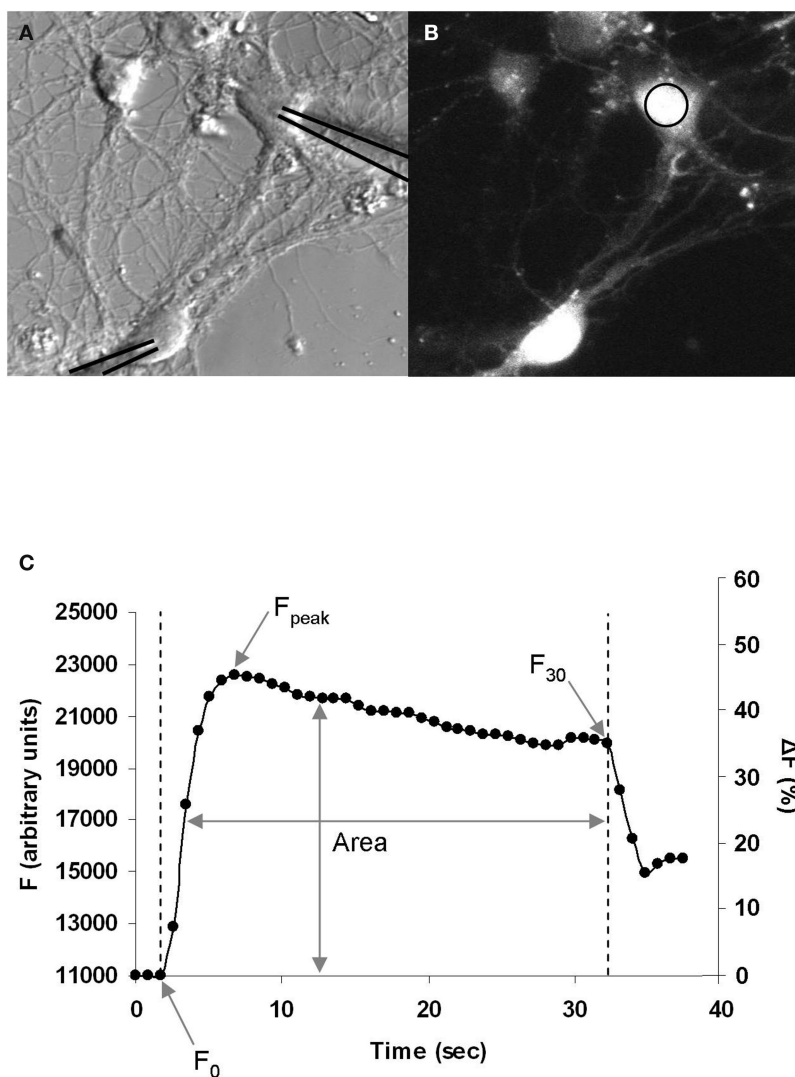 A
B
C
F (arbitrary units)
25000
23000
21000
19000
17000
15000
13000
11000
F_peak
F_30
Area
F_0
60
50
40
30
20
10
0
ΔF (%)
0 10 20 30 40
Time (sec)